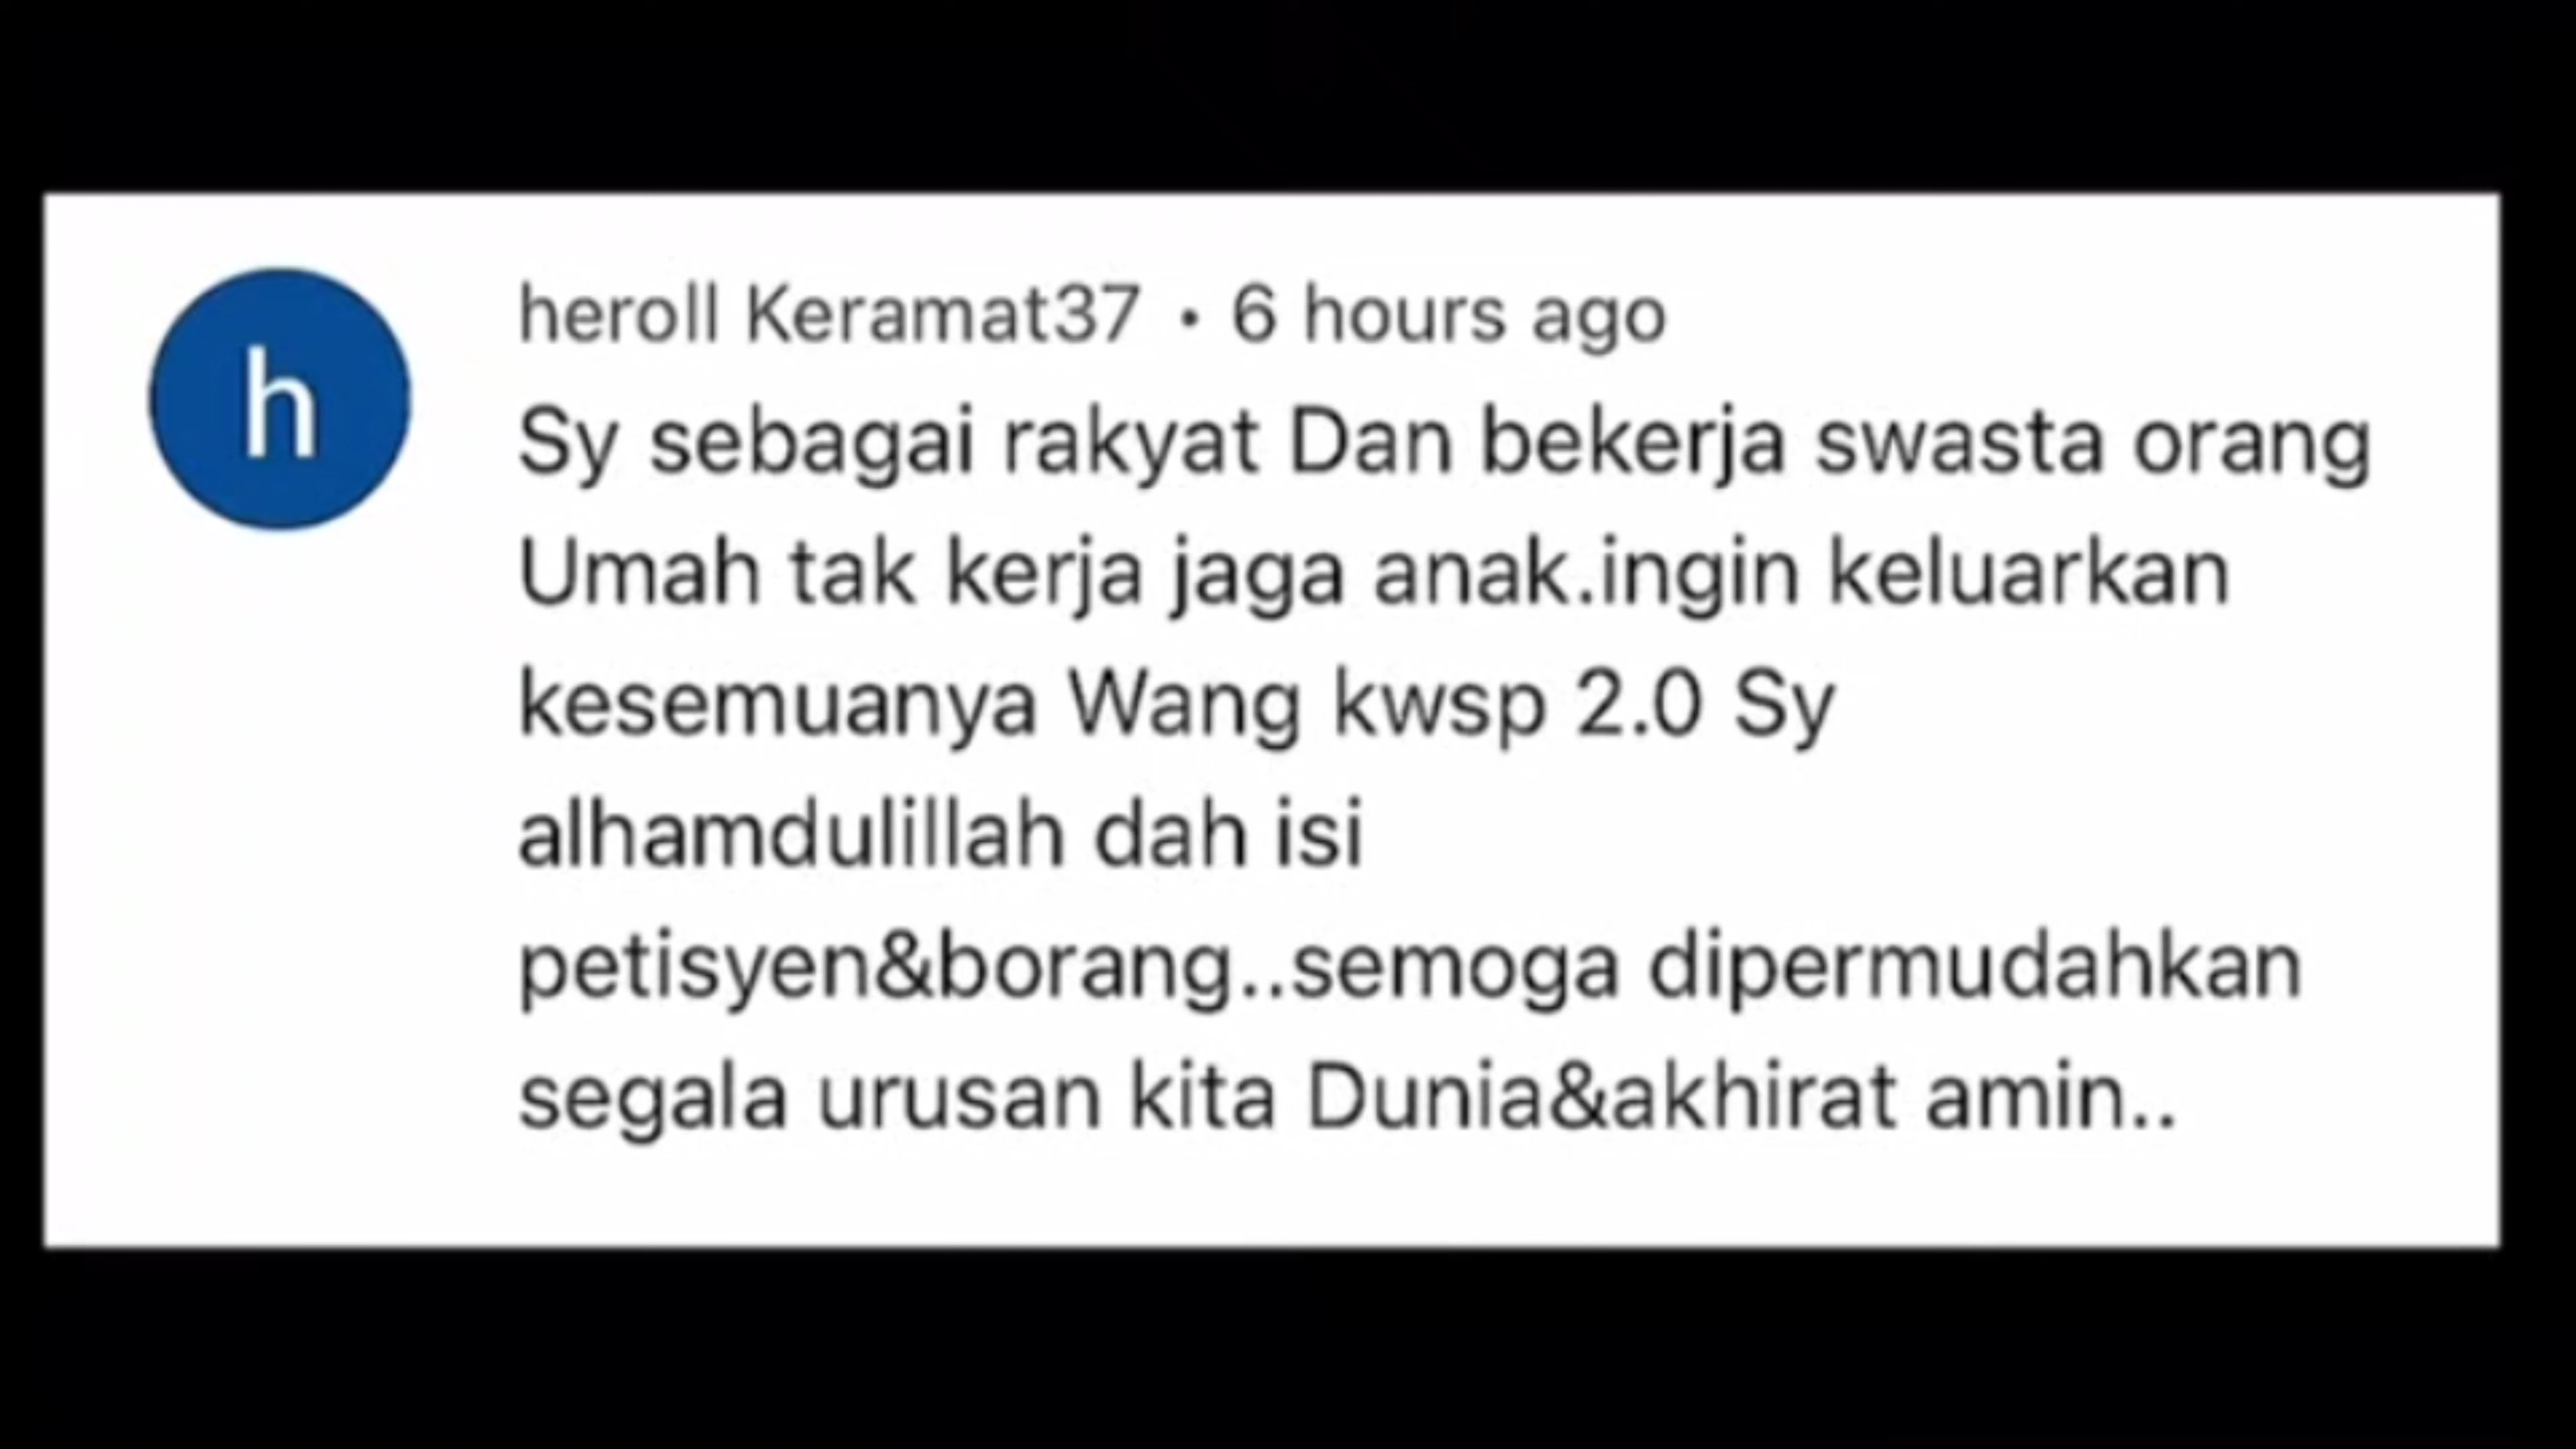 h
heroll Keramat37 • 6 hours ago
Sy sebagai rakyat Dan bekerja swasta orang
Umah tak kerja jaga anak.ingin keluarkan
kesemuanya Wang kwsp 2.0 Sy
alhamdulillah dah isi
petisyen&borang..semoga dipermudahkan
segala urusan kita Dunia&akhirat amin..